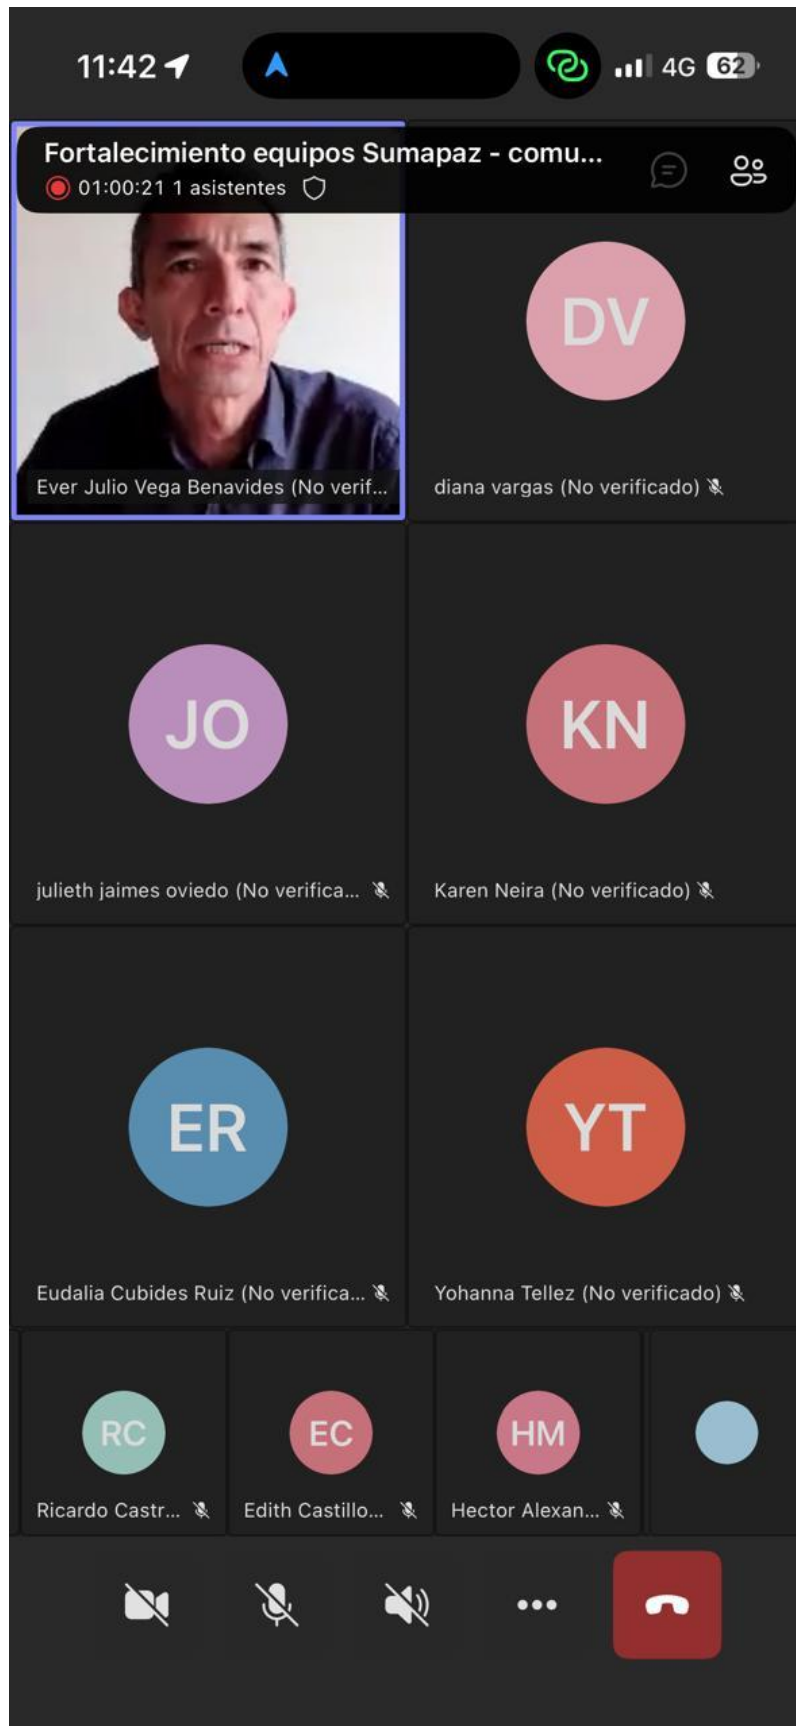 11:42
4G 62
Fortalecimiento equipos Sumapaz - comu...
01:00:21 1 asistentes
DV
Ever Julio Vega Benavides (No verif...
diana vargas (No verificado)
JO
KN
julieth jaimes oviedo (No verifica...
Karen Neira (No verificado)
ER
YT
Eudalia Cubides Ruiz (No verifica...
Yohanna Tellez (No verificado)
RC
EC
HM
Ricardo Castr...
Edith Castillo...
Hector Alexan...